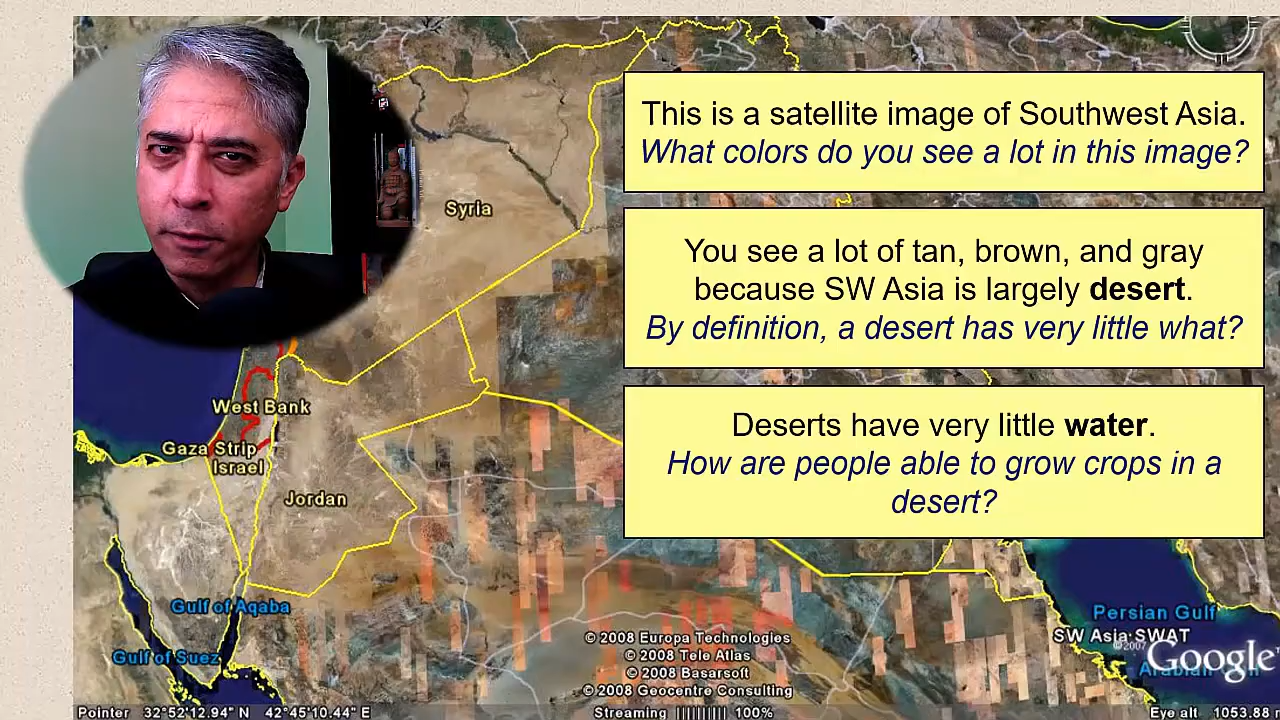 This is a satellite image of Southwest Asia.
What colors do you see a lot in this image?
You see a lot of tan, brown, and gray
because SW Asia is largely desert.
By definition, a desert has very little what?
Deserts have very little water.
How are people able to grow crops in a
desert?
Syria
West Bank
Gaza Strip
Israel
Jordan
Gulf of Aqaba
Gulf of Suez
Persian Gulf
SW Asia SWAT
©2007 Google
© 2008 Europa Technologies
© 2008 Tele Atlas
© 2008 Basarsoft
© 2008 Geocentre Consulting
Pointer 32°52'12.94" N 42°45'10.44" E
Streaming 100%
Eye alt 1053.88